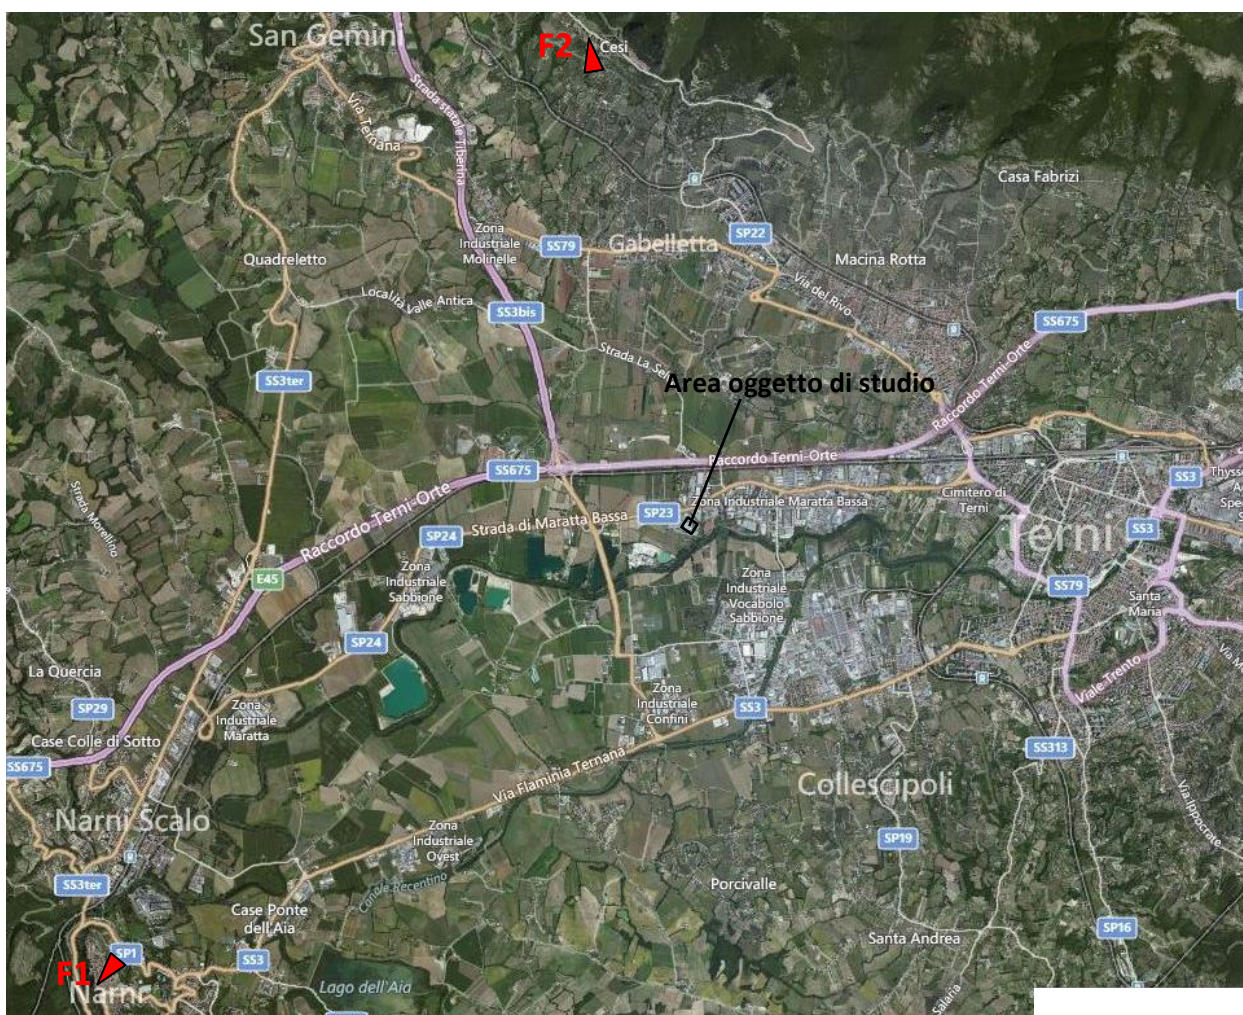 San Gemini
F2
Cesi
Via Ternana
Strada statale Tiberina
Casa Fabrizi
Zona
Industriale
Molinelle
SS79
Gabelletta
SP22
Macina Rotta
Quadreletto
Località Valle Antica
SS3bis
Via del Rivo
SS675
Strada La Sel
SS3ter
Area oggetto di studio
Raccordo Terni-Orte
Raccordo Terni-Orte
SS675
SS3
Strada Morellino
Cimitero di
Terni
Zona Industriale Maratta Bassa
SP23
Strada di Maratta Bassa
SP24
Raccordo Terni-Orte
Terni
SS3
E45
Zona
Industriale
Sabbione
Zona
Industriale
Vocabolo
Sabbione
SS79
Santa
Maria
SP24
La Quercia
SP29
Zona
Industriale
Maratta
Zona
Industriale
Confini
SS3
Viale Trento
Case Colle di Sotto
SS313
SS675
Via Flaminia Ternana
Collescipoli
Via Ippocrate
Narni Scalo
Zona
Industriale
Ovest
SP19
SS3ter
Canale Recentino
Porcivalle
Case Ponte
dell'Aia
SP16
Santa Andrea
SP1
SS3
F1
Narni
Lago dell'Aia
Salaria